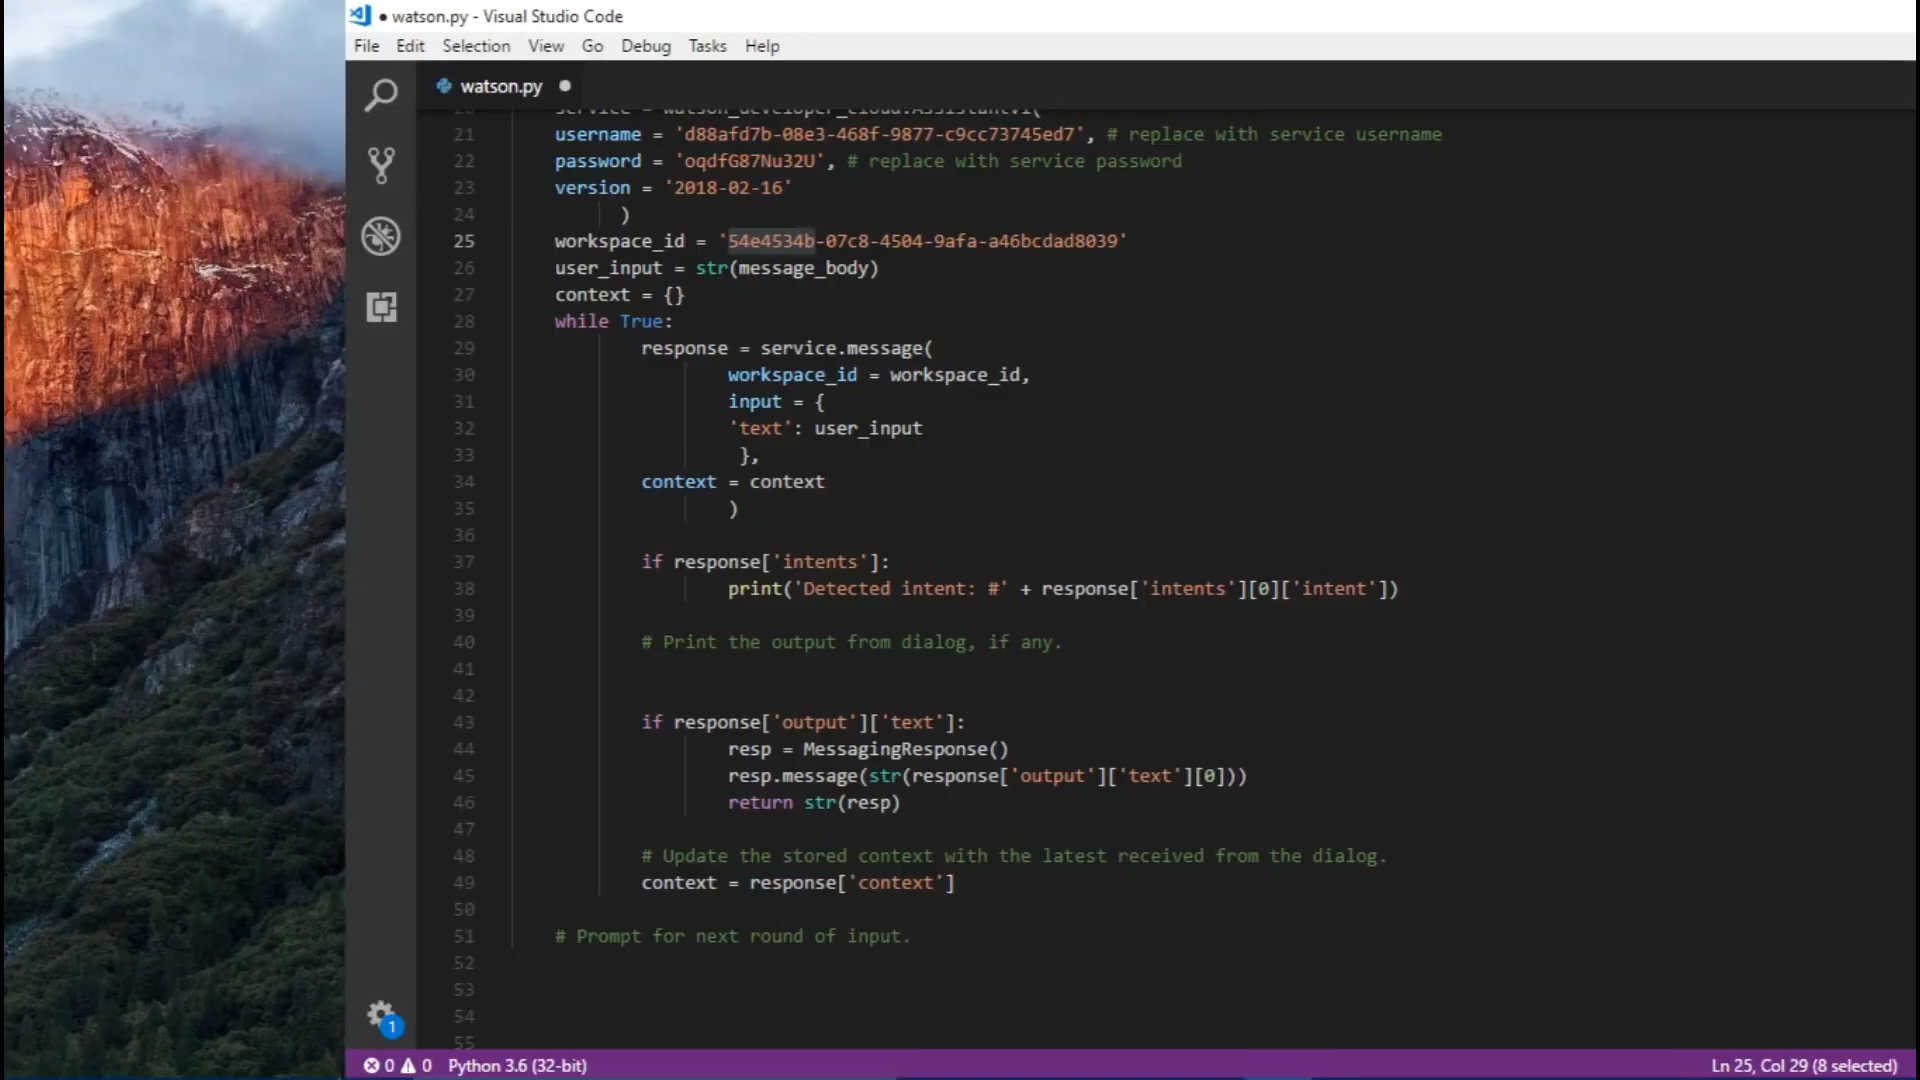 ● watson.py - Visual Studio Code
File Edit Selection View Go Debug Tasks Help
watson.py
20 service = watson_developer_cloud.AssistantV1(
21 username = 'd88afd7b-08e3-468f-9877-c9cc73745ed7', # replace with service username
22 password = 'oqdfG87Nu32U', # replace with service password
23 version = '2018-02-16'
24 )
25 workspace_id = '54e4534b-07c8-4504-9afa-a46bcdad8039'
26 user_input = str(message_body)
27 context = {}
28 while True:
29 response = service.message(
30 workspace_id = workspace_id,
31 input = {
32 'text': user_input
33 },
34 context = context
35 )
36
37 if response['intents']:
38 print('Detected intent: #' + response['intents'][0]['intent'])
39
40 # Print the output from dialog, if any.
41
42
43 if response['output']['text']:
44 resp = MessagingResponse()
45 resp.message(str(response['output']['text'][0]))
46 return str(resp)
47
48 # Update the stored context with the latest received from the dialog.
49 context = response['context']
50
51 # Prompt for next round of input.
52
53
54
55
1
0 0 Python 3.6 (32-bit) Ln 25, Col 29 (8 selected)